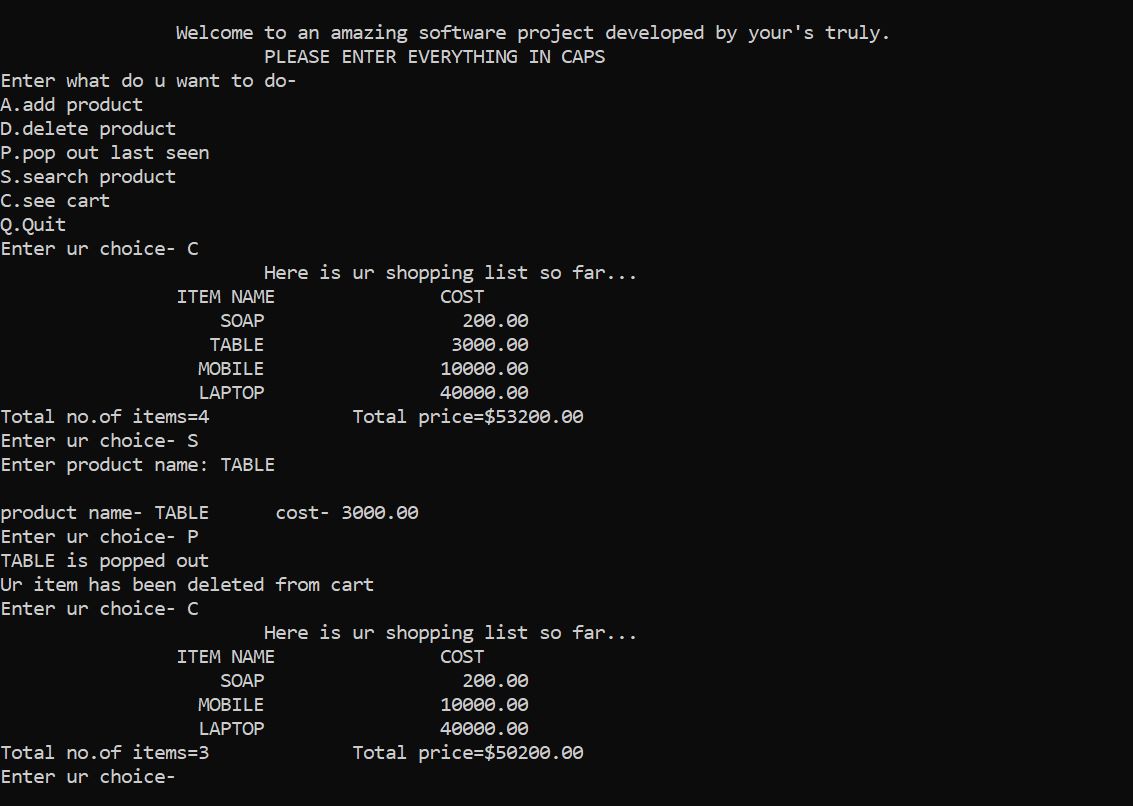 Welcome to an amazing software project developed by your's truly.
PLEASE ENTER EVERYTHING IN CAPS
Enter what do u want to do-
A.add product
D.delete product
P.pop out last seen
S.search product
C.see cart
Q.Quit
Enter ur choice- C
Here is ur shopping list so far...
ITEM NAME COST
SOAP 200.00
TABLE 3000.00
MOBILE 10000.00
LAPTOP 40000.00
Total no.of items=4 Total price=$53200.00
Enter ur choice- S
Enter product name: TABLE
product name- TABLE cost- 3000.00
Enter ur choice- P
TABLE is popped out
Ur item has been deleted from cart
Enter ur choice- C
Here is ur shopping list so far...
ITEM NAME COST
SOAP 200.00
MOBILE 10000.00
LAPTOP 40000.00
Total no.of items=3 Total price=$50200.00
Enter ur choice-